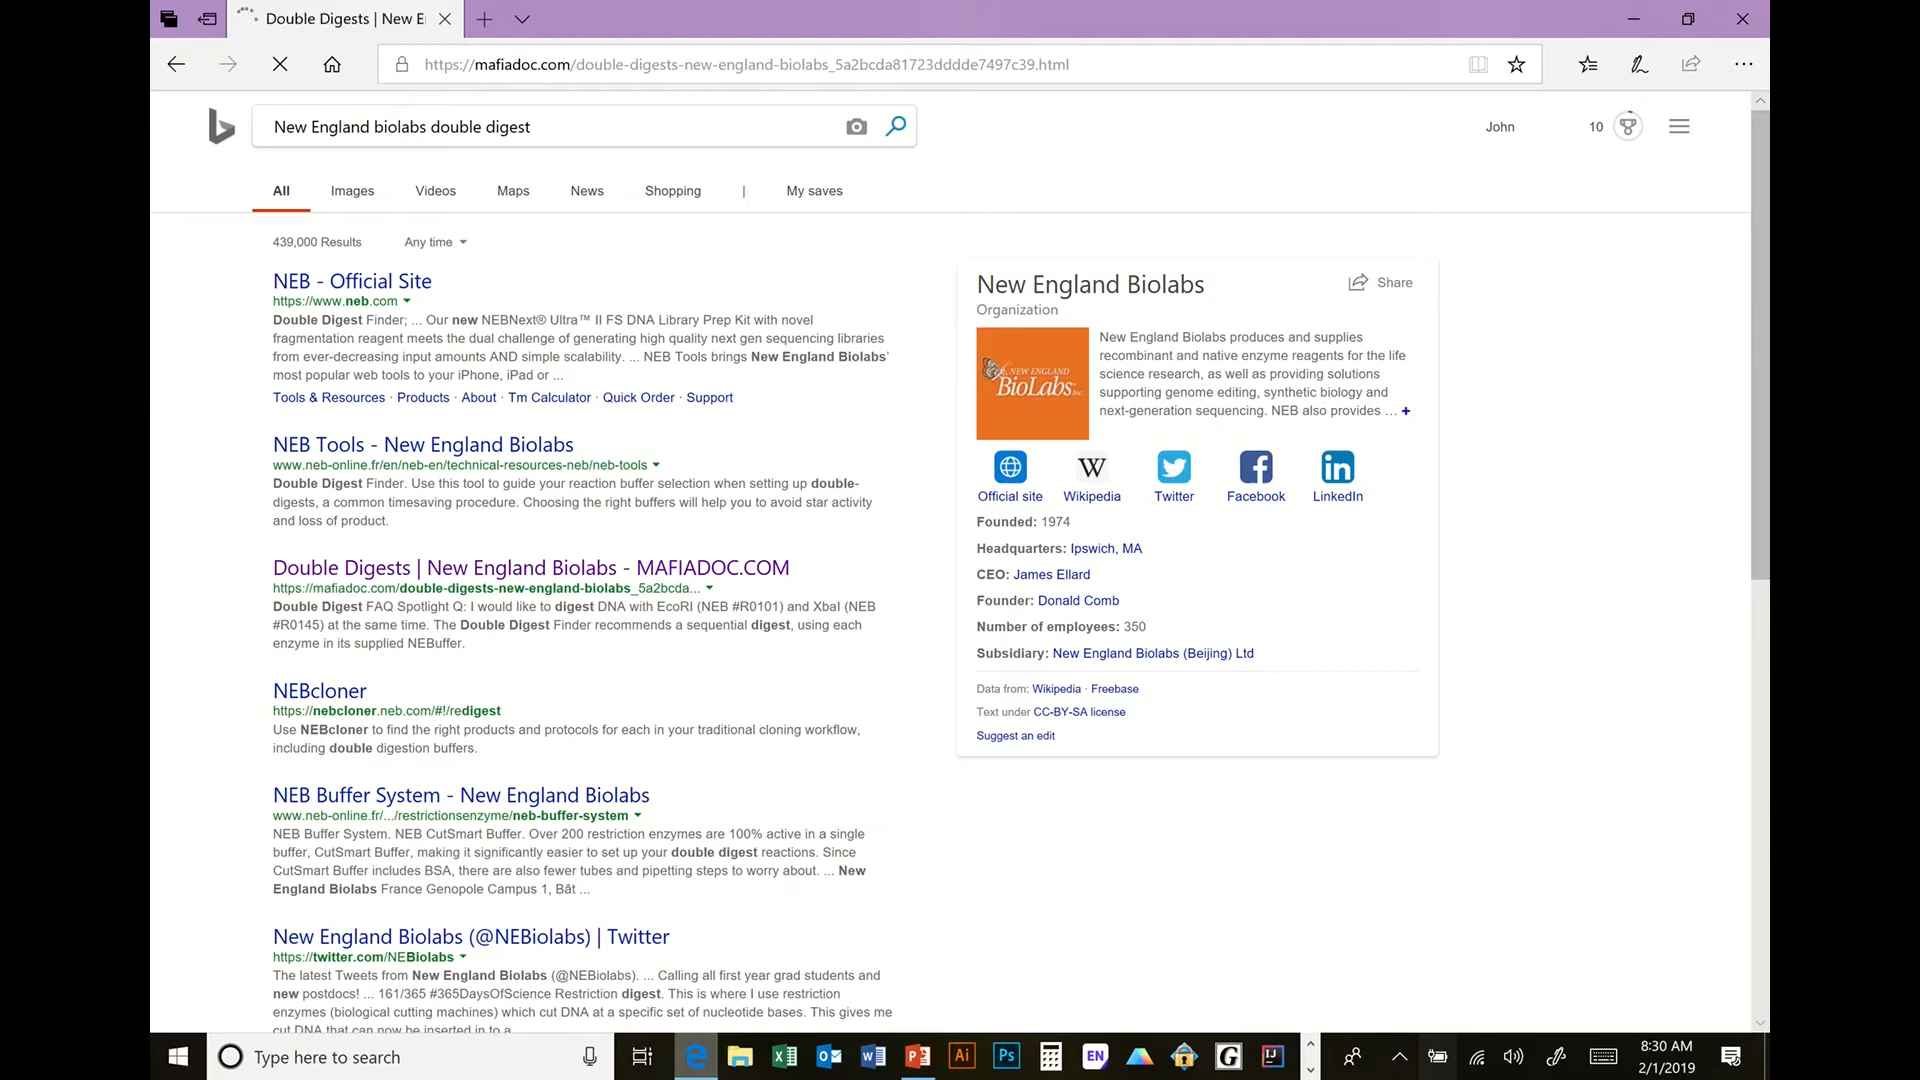 Double Digests | New E
https://mafiadoc.com/double-digests-new-england-biolabs_5a2bcda81723dddde7497c39.html
New England biolabs double digest
John
10
All Images Videos Maps News Shopping | My saves
439,000 Results Any time
NEB - Official Site
https://www.neb.com
Double Digest Finder; ... Our new NEBNext® Ultra™ II FS DNA Library Prep Kit with novel
fragmentation reagent meets the dual challenge of generating high quality next gen sequencing libraries
from ever-decreasing input amounts AND simple scalability. ... NEB Tools brings New England Biolabs'
most popular web tools to your iPhone, iPad or ...
Tools & Resources · Products · About · Tm Calculator · Quick Order · Support
NEB Tools - New England Biolabs
www.neb-online.fr/en/neb-en/technical-resources-neb/neb-tools
Double Digest Finder. Use this tool to guide your reaction buffer selection when setting up double-
digests, a common timesaving procedure. Choosing the right buffers will help you to avoid star activity
and loss of product.
Double Digests | New England Biolabs - MAFIADOC.COM
https://mafiadoc.com/double-digests-new-england-biolabs_5a2bcda...
Double Digest FAQ Spotlight Q: I would like to digest DNA with EcoRI (NEB #R0101) and XbaI (NEB
#R0145) at the same time. The Double Digest Finder recommends a sequential digest, using each
enzyme in its supplied NEBuffer.
NEBcloner
https://nebcloner.neb.com/#!/redigest
Use NEBcloner to find the right products and protocols for each in your traditional cloning workflow,
including double digestion buffers.
NEB Buffer System - New England Biolabs
www.neb-online.fr/.../restrictionsenzyme/neb-buffer-system
NEB Buffer System. NEB CutSmart Buffer. Over 200 restriction enzymes are 100% active in a single
buffer, CutSmart Buffer, making it significantly easier to set up your double digest reactions. Since
CutSmart Buffer includes BSA, there are also fewer tubes and pipetting steps to worry about. ... New
England Biolabs France Genopole Campus 1, Bât ...
New England Biolabs (@NEBiolabs) | Twitter
https://twitter.com/NEBiolabs
The latest Tweets from New England Biolabs (@NEBiolabs). ... Calling all first year grad students and
new postdocs! ... 161/365 #365DaysOfScience Restriction digest. This is where I use restriction
enzymes (biological cutting machines) which cut DNA at a specific set of nucleotide bases. This gives me
cut DNA that can now be inserted in to a
New England Biolabs
Share
Organization
NEW ENGLAND
BioLabs Inc.
New England Biolabs produces and supplies
recombinant and native enzyme reagents for the life
science research, as well as providing solutions
supporting genome editing, synthetic biology and
next-generation sequencing. NEB also provides ... +
W
Official site Wikipedia Twitter Facebook LinkedIn
Founded: 1974
Headquarters: Ipswich, MA
CEO: James Ellard
Founder: Donald Comb
Number of employees: 350
Subsidiary: New England Biolabs (Beijing) Ltd
Data from: Wikipedia · Freebase
Text under CC-BY-SA license
Suggest an edit
Type here to search
Ai Ps EN G IJ
8:30 AM
2/1/2019